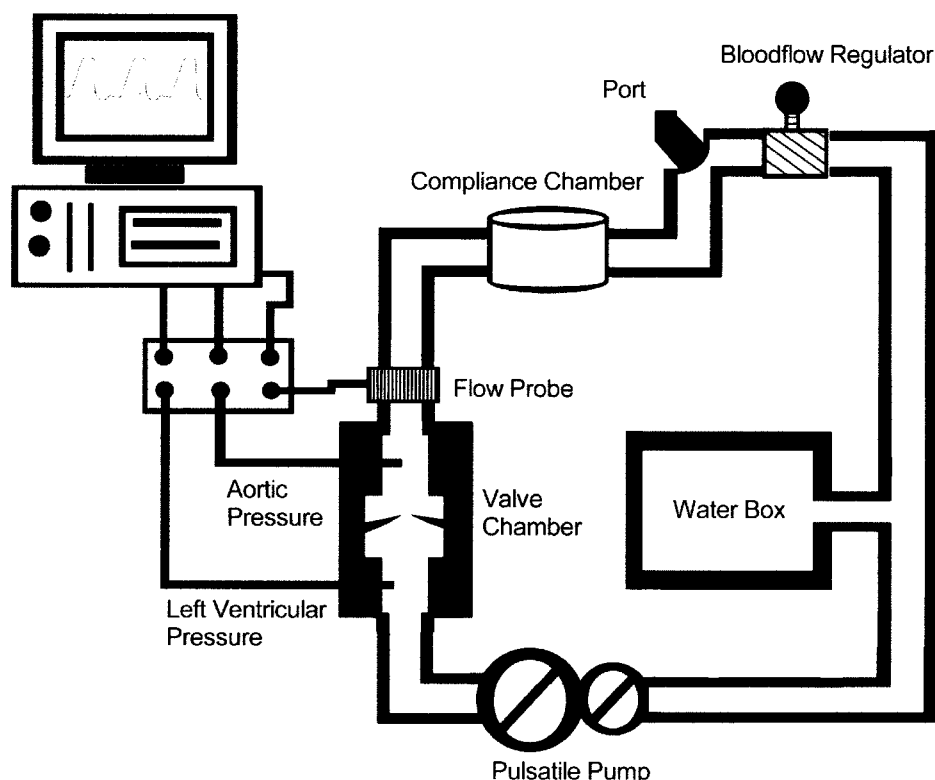 Bloodflow Regulator
Port
Compliance Chamber
Flow Probe
Aortic
Pressure
Valve
Chamber
Water Box
Left Ventricular
Pressure
Pulsatile Pump